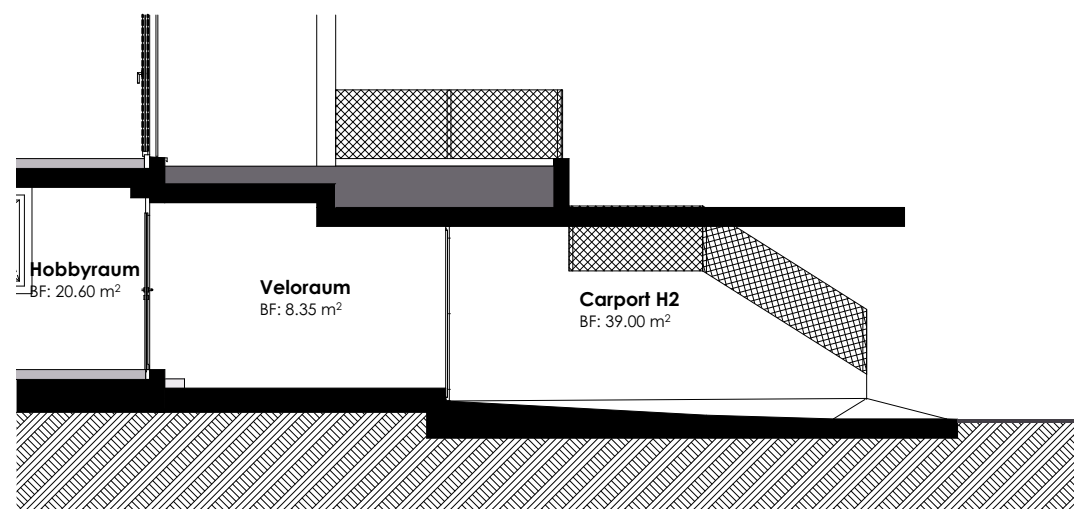 Hobbyraum
BF: 20.60 m²
Veloraum
BF: 8.35 m²
Carport H2
BF: 39.00 m²